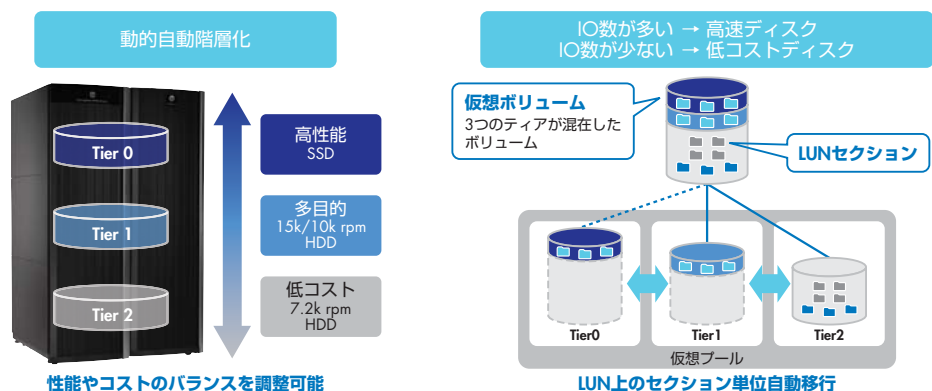 動的自動階層化
Tier 0
Tier 1
Tier 2
高性能
SSD
多目的
15k/10k rpm
HDD
低コスト
7.2k rpm
HDD
性能やコストのバランスを調整可能
IO数が多い → 高速ディスク
IO数が少ない → 低コストディスク
仮想ボリューム
3つのティアが混在した
ボリューム
LUNセクション
Tier0
Tier1
Tier2
仮想プール
LUN上のセクション単位自動移行